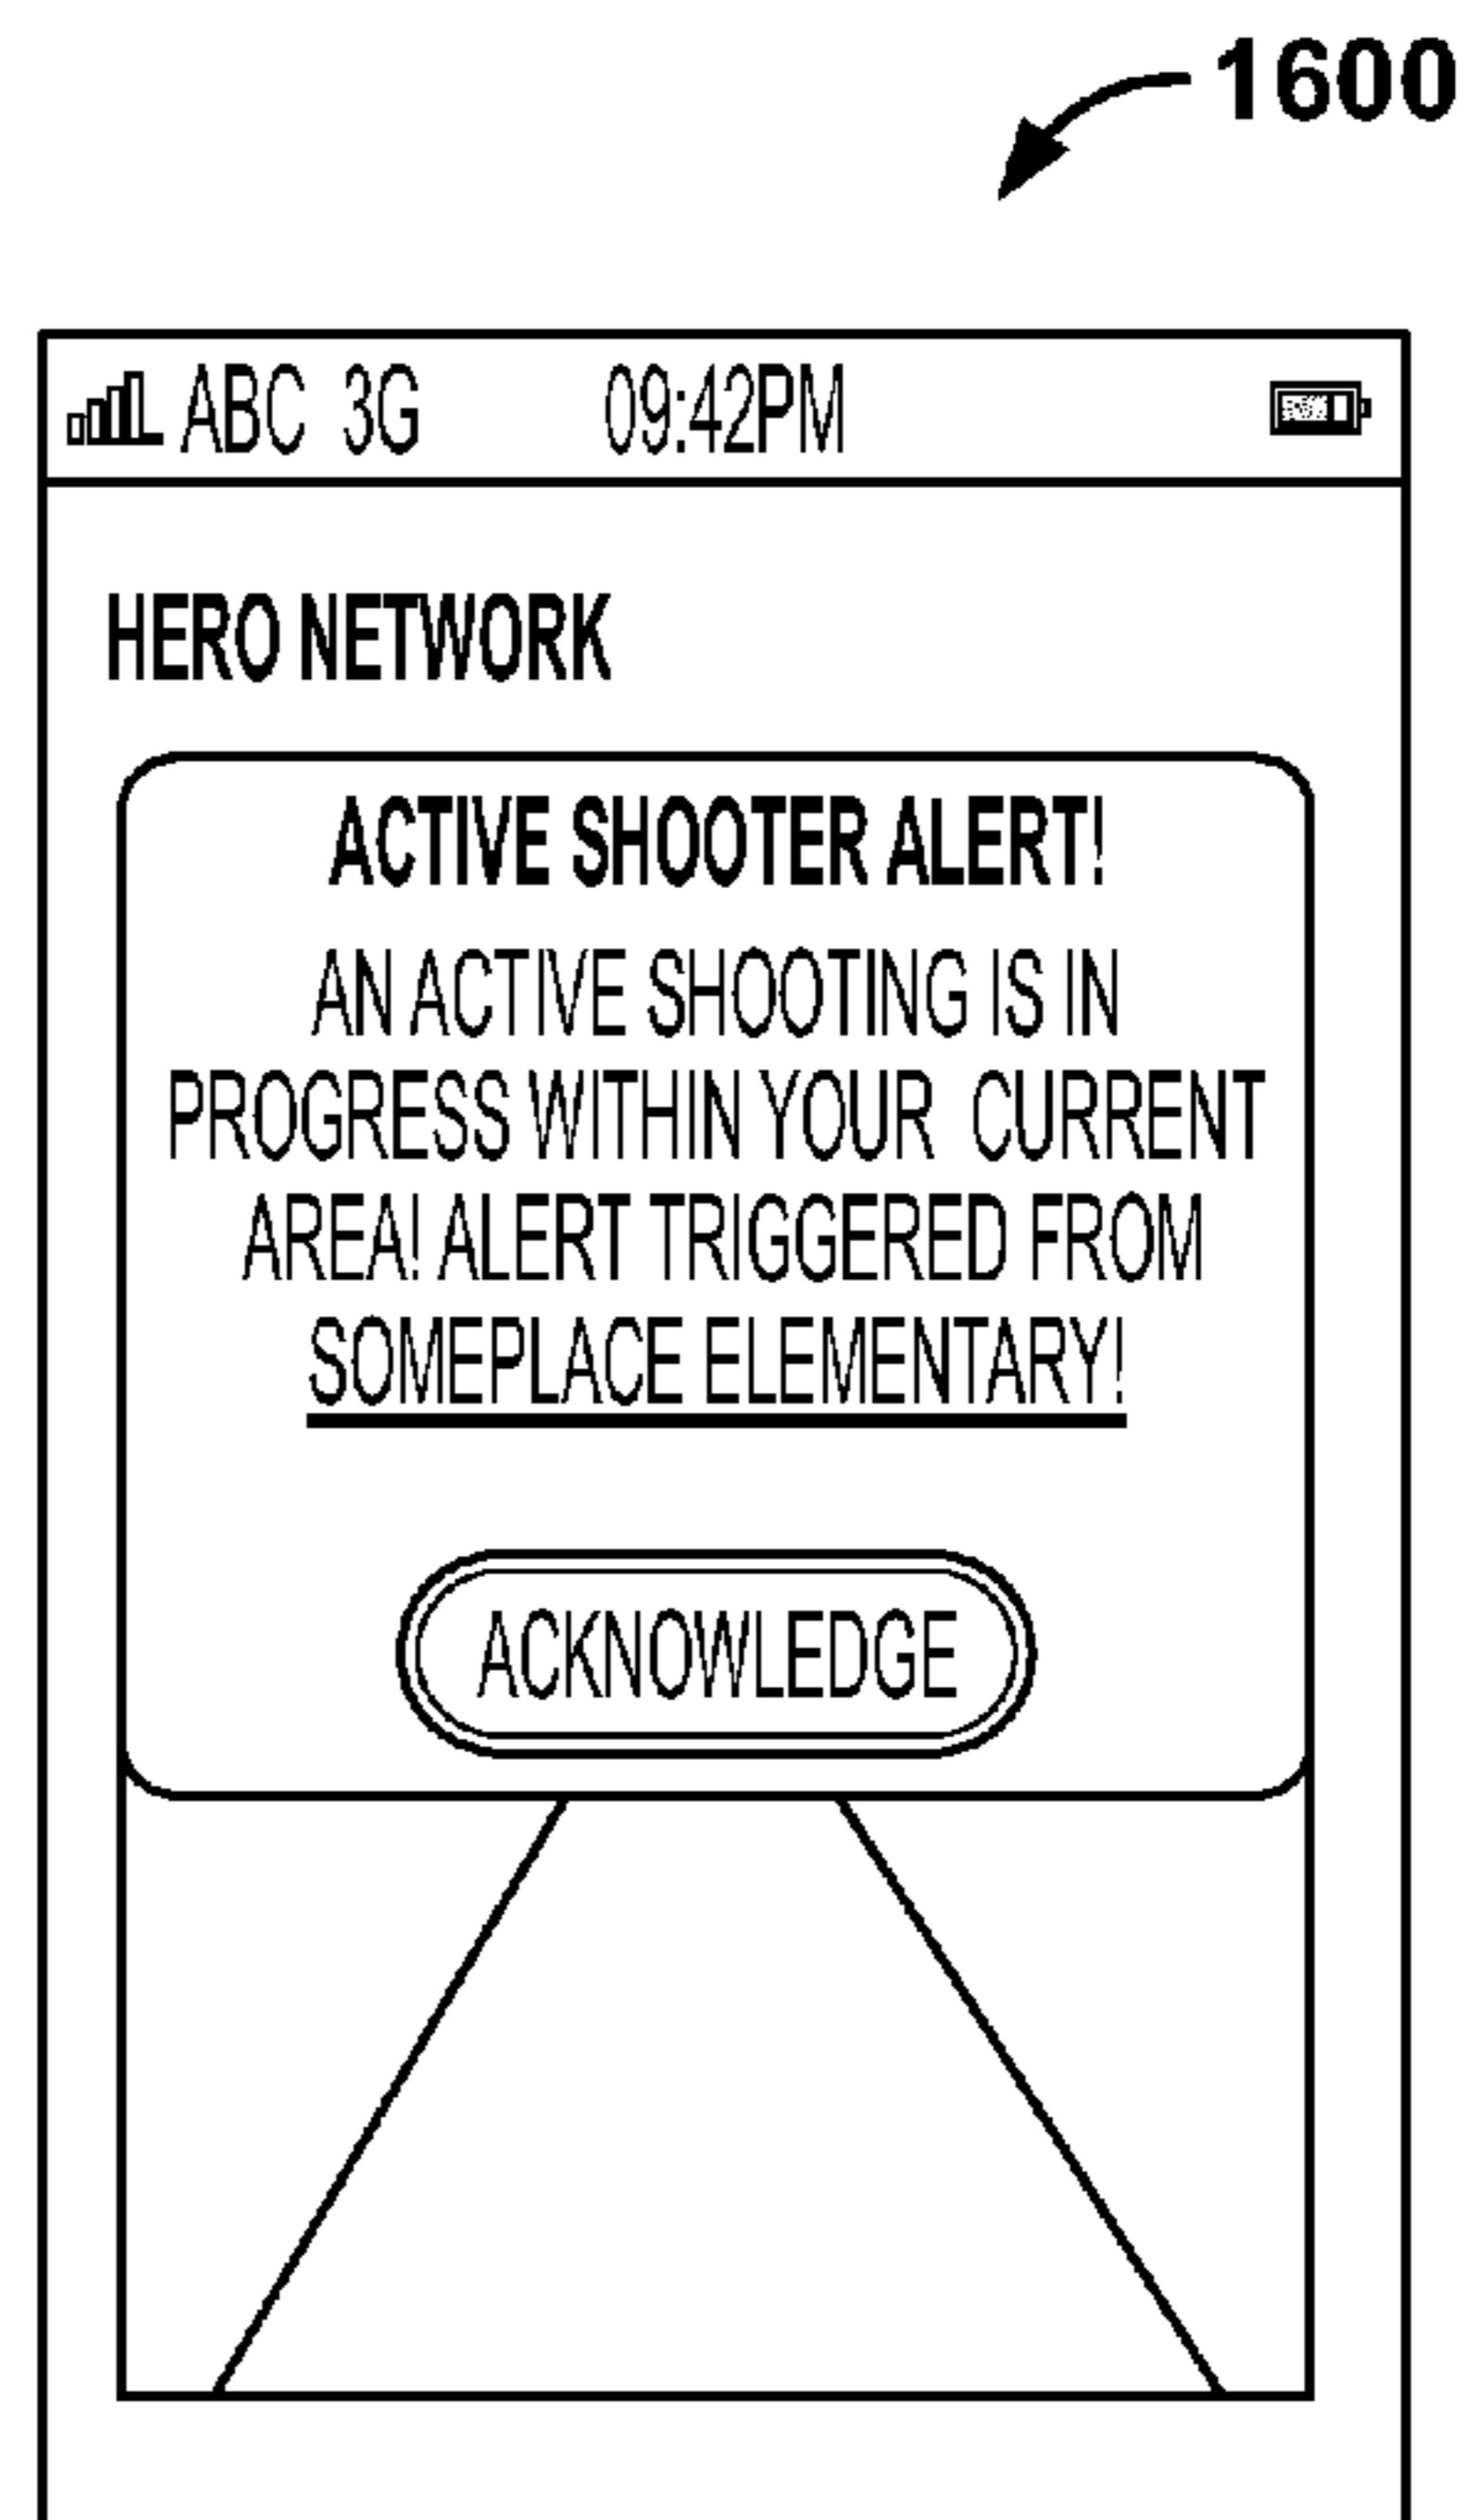 1600
ABC 3G 09:42PM
HERO NETWORK
ACTIVE SHOOTER ALERT!
AN ACTIVE SHOOTING IS IN
PROGRESS WITHIN YOUR CURRENT
AREA! ALERT TRIGGERED FROM
SOMEPLACE ELEMENTARY!
ACKNOWLEDGE